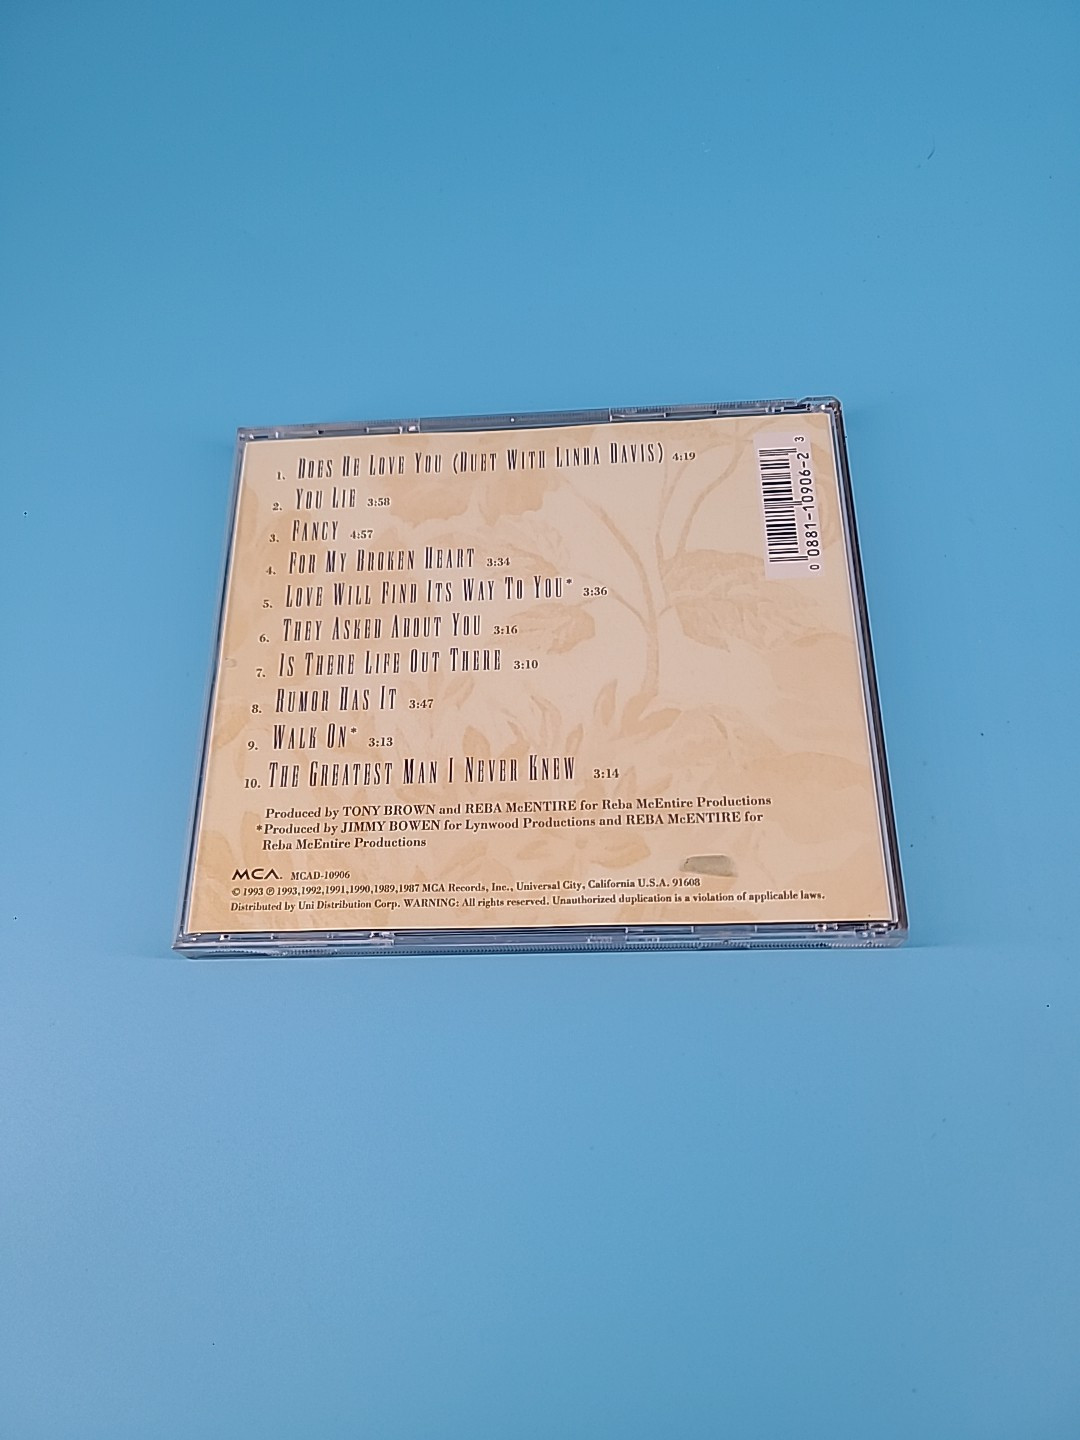 1. Does He Love You (Duet With Linda Davis) 4:19
2. You Lie 3:58
3. Fancy 4:57
4. For My Broken Heart 3:34
5. Love Will Find Its Way To You* 3:36
6. They Asked About You 3:16
7. Is There Life Out There 3:10
8. Rumor Has It 3:47
9. Walk On* 3:13
10. The Greatest Man I Never Knew 3:14
Produced by TONY BROWN and REBA McENTIRE for Reba McEntire Productions
*Produced by JIMMY BOWEN for Lynwood Productions and REBA McENTIRE for
Reba McEntire Productions
MCA. MCAD-10906
© 1993 ℗ 1993,1992,1991,1990,1989,1987 MCA Records, Inc., Universal City, California U.S.A. 91608
Distributed by Uni Distribution Corp. WARNING: All rights reserved. Unauthorized duplication is a violation of applicable laws.
0 0881-10906-2 3